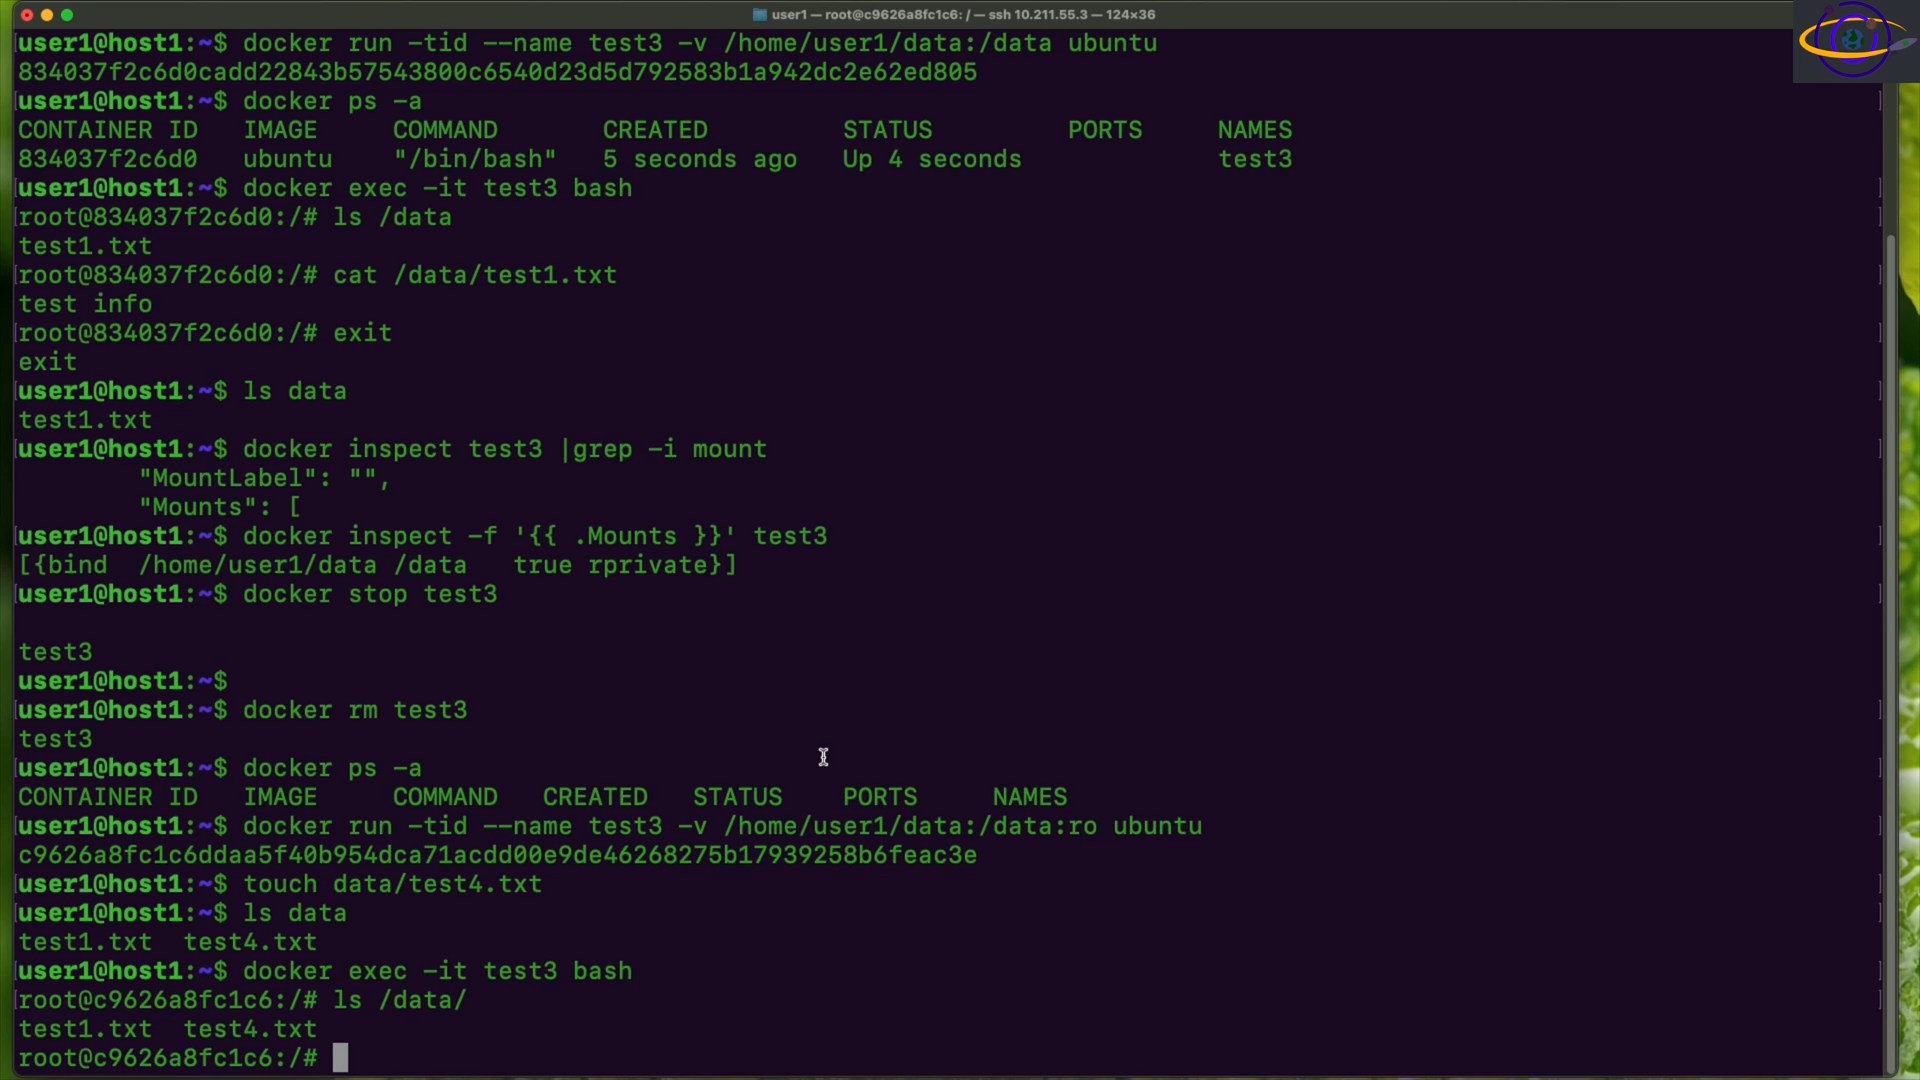 user1 — root@c9626a8fc1c6: / — ssh 10.211.55.3 — 124×36
user1@host1:~$ docker run -tid --name test3 -v /home/user1/data:/data ubuntu
834037f2c6d0cadd22843b57543800c6540d23d5d792583b1a942dc2e62ed805
user1@host1:~$ docker ps -a
CONTAINER ID   IMAGE     COMMAND       CREATED         STATUS         PORTS     NAMES
834037f2c6d0   ubuntu    "/bin/bash"   5 seconds ago   Up 4 seconds             test3
user1@host1:~$ docker exec -it test3 bash
root@834037f2c6d0:/# ls /data
test1.txt
root@834037f2c6d0:/# cat /data/test1.txt
test info
root@834037f2c6d0:/# exit
exit
user1@host1:~$ ls data
test1.txt
user1@host1:~$ docker inspect test3 |grep -i mount
        "MountLabel": "",
        "Mounts": [
user1@host1:~$ docker inspect -f '{{ .Mounts }}' test3
[{bind  /home/user1/data /data   true rprivate}]
user1@host1:~$ docker stop test3
test3
user1@host1:~$
user1@host1:~$ docker rm test3
test3
user1@host1:~$ docker ps -a
CONTAINER ID   IMAGE     COMMAND   CREATED   STATUS    PORTS     NAMES
user1@host1:~$ docker run -tid --name test3 -v /home/user1/data:/data:ro ubuntu
c9626a8fc1c6ddaa5f40b954dca71acdd00e9de46268275b17939258b6feac3e
user1@host1:~$ touch data/test4.txt
user1@host1:~$ ls data
test1.txt  test4.txt
user1@host1:~$ docker exec -it test3 bash
root@c9626a8fc1c6:/# ls /data/
test1.txt  test4.txt
root@c9626a8fc1c6:/#